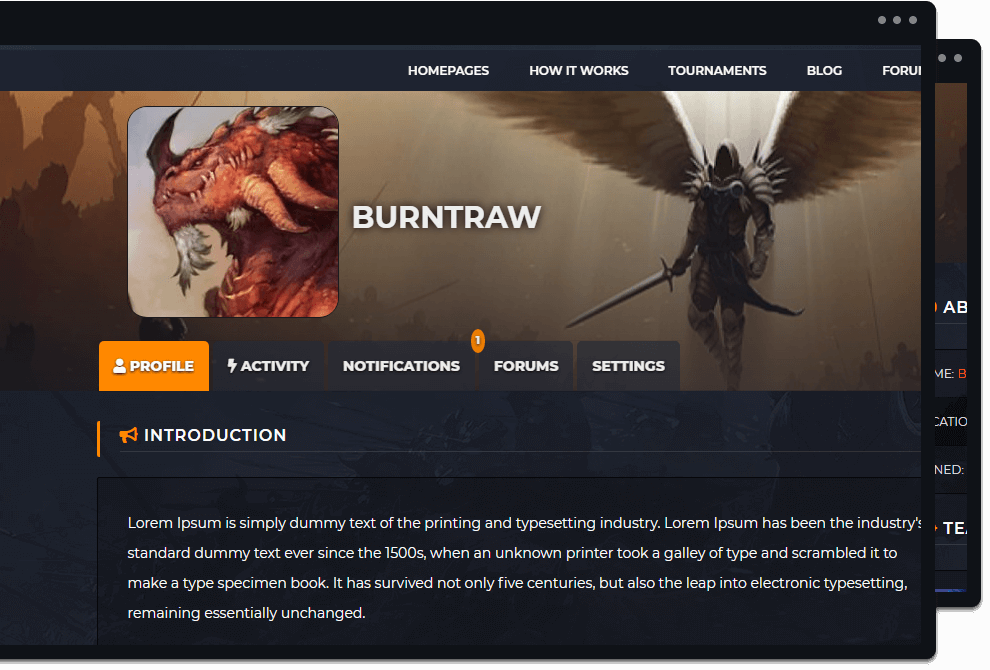 HOMEPAGES HOW IT WORKS TOURNAMENTS BLOG FORU
BURNTRAW
1
PROFILE ACTIVITY NOTIFICATIONS FORUMS SETTINGS
INTRODUCTION
Lorem Ipsum is simply dummy text of the printing and typesetting industry. Lorem Ipsum has been the industry's
standard dummy text ever since the 1500s, when an unknown printer took a galley of type and scrambled it to
make a type specimen book. It has survived not only five centuries, but also the leap into electronic typesetting,
remaining essentially unchanged.
AB
ME: B
CATIO
NED:
TEA